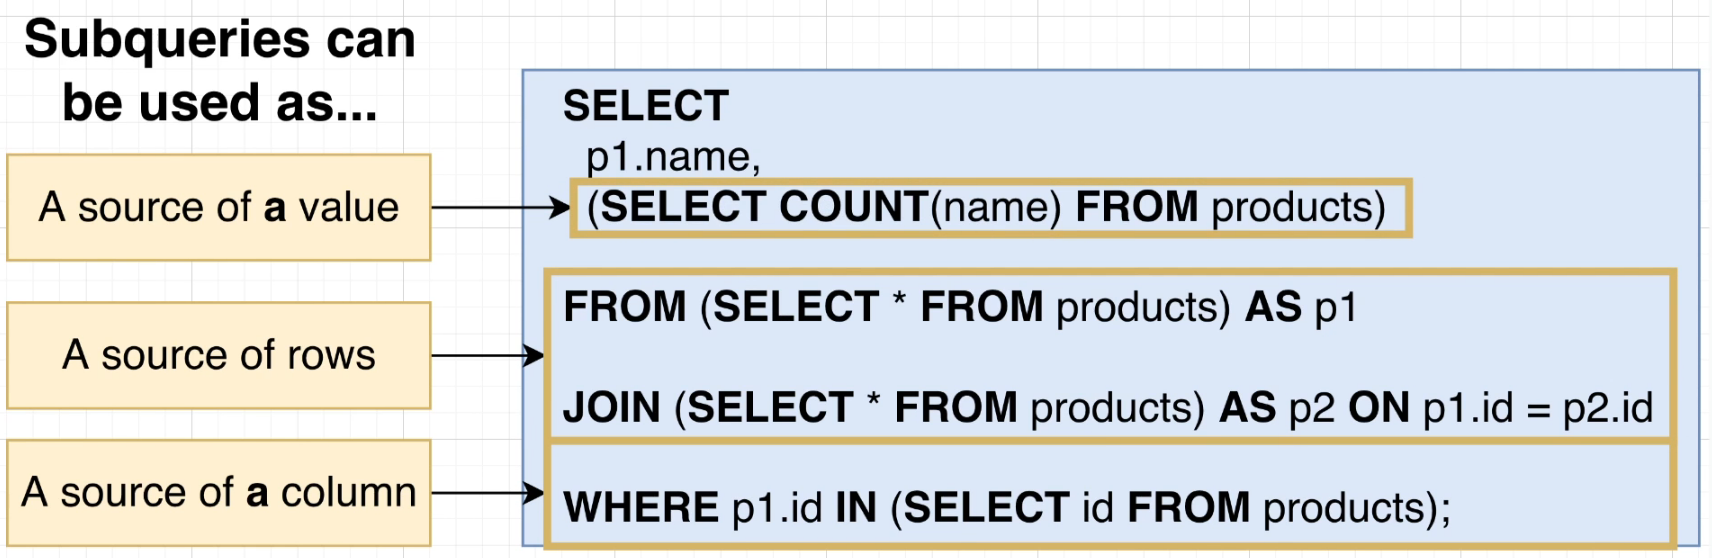 Subqueries can
be used as...
A source of a value
A source of rows
A source of a column
SELECT
p1.name,
(SELECT COUNT(name) FROM products)
FROM (SELECT * FROM products) AS p1
JOIN (SELECT * FROM products) AS p2 ON p1.id = p2.id
WHERE p1.id IN (SELECT id FROM products);